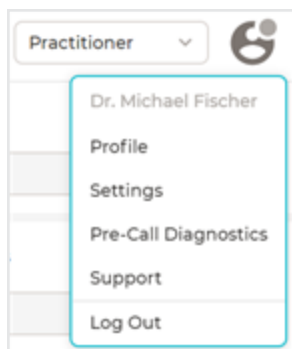 Practitioner
Dr. Michael Fischer
Profile
Settings
Pre-Call Diagnostics
Support
Log Out